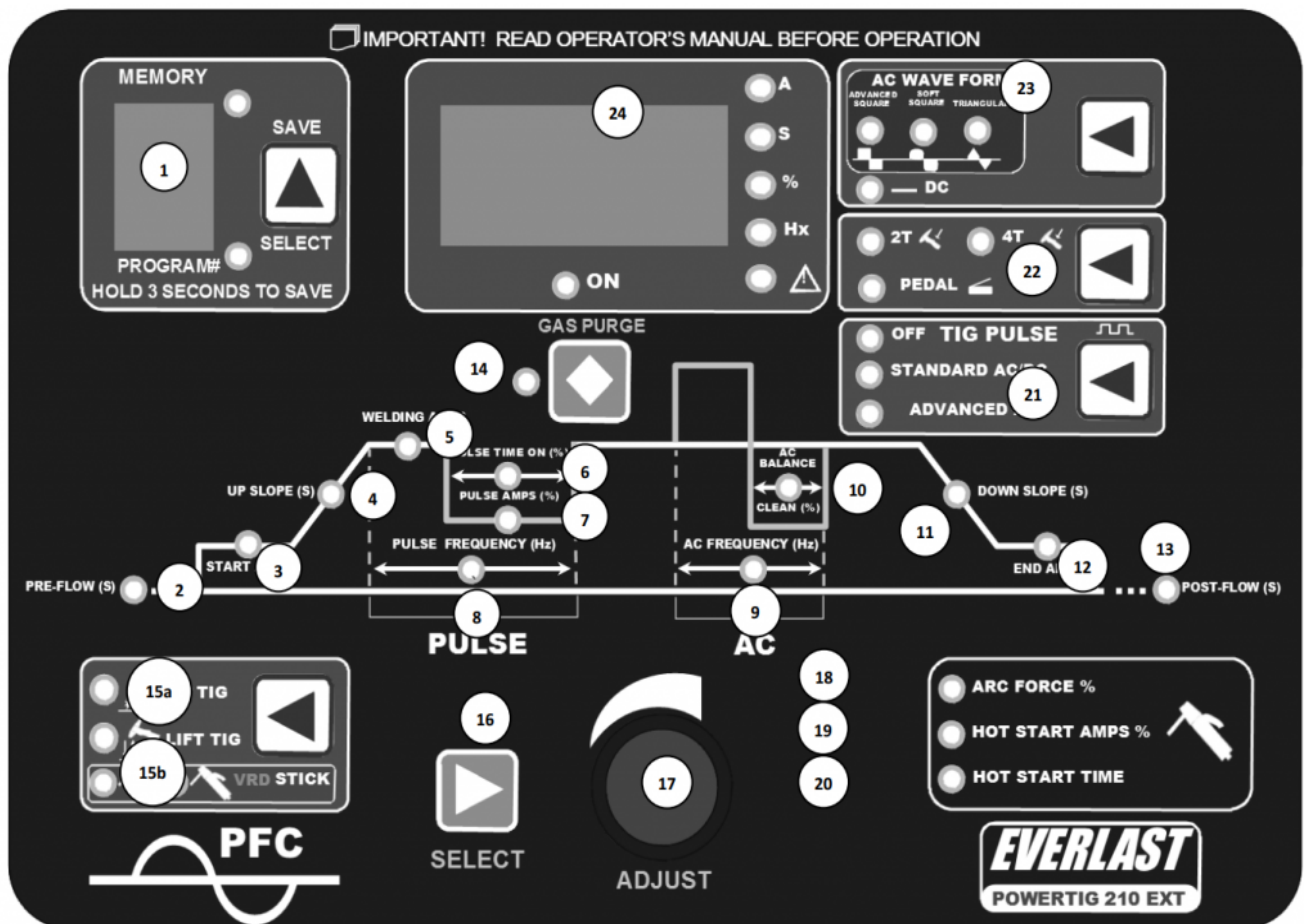 IMPORTANT! READ OPERATOR'S MANUAL BEFORE OPERATION
MEMORY
1
SAVE
SELECT
PROGRAM#
HOLD 3 SECONDS TO SAVE
24
A
S
%
Hx
ON
AC WAVE FORM
23
ADVANCED SQUARE
SOFT SQUARE
DC
2T
4T
22
PEDAL
OFF TIG PULSE
STANDARD
21
ADVANCED
GAS PURGE
14
WELDING
5
TIME ON (%)
6
PULSE AMPS (%)
7
UP SLOPE (S)
4
PULSE FREQUENCY (Hz)
START
3
PRE-FLOW (S)
2
8
PULSE
AC BALANCE
10
CLEAN (%)
AC FREQUENCY (Hz)
9
AC
DOWN SLOPE (S)
11
END
12
13
POST-FLOW (S)
15a
TIG
LIFT TIG
15b
VRD STICK
PFC
16
SELECT
17
ADJUST
18
19
20
ARC FORCE %
HOT START AMPS %
HOT START TIME
EVERLAST
POWERTIG 210 EXT